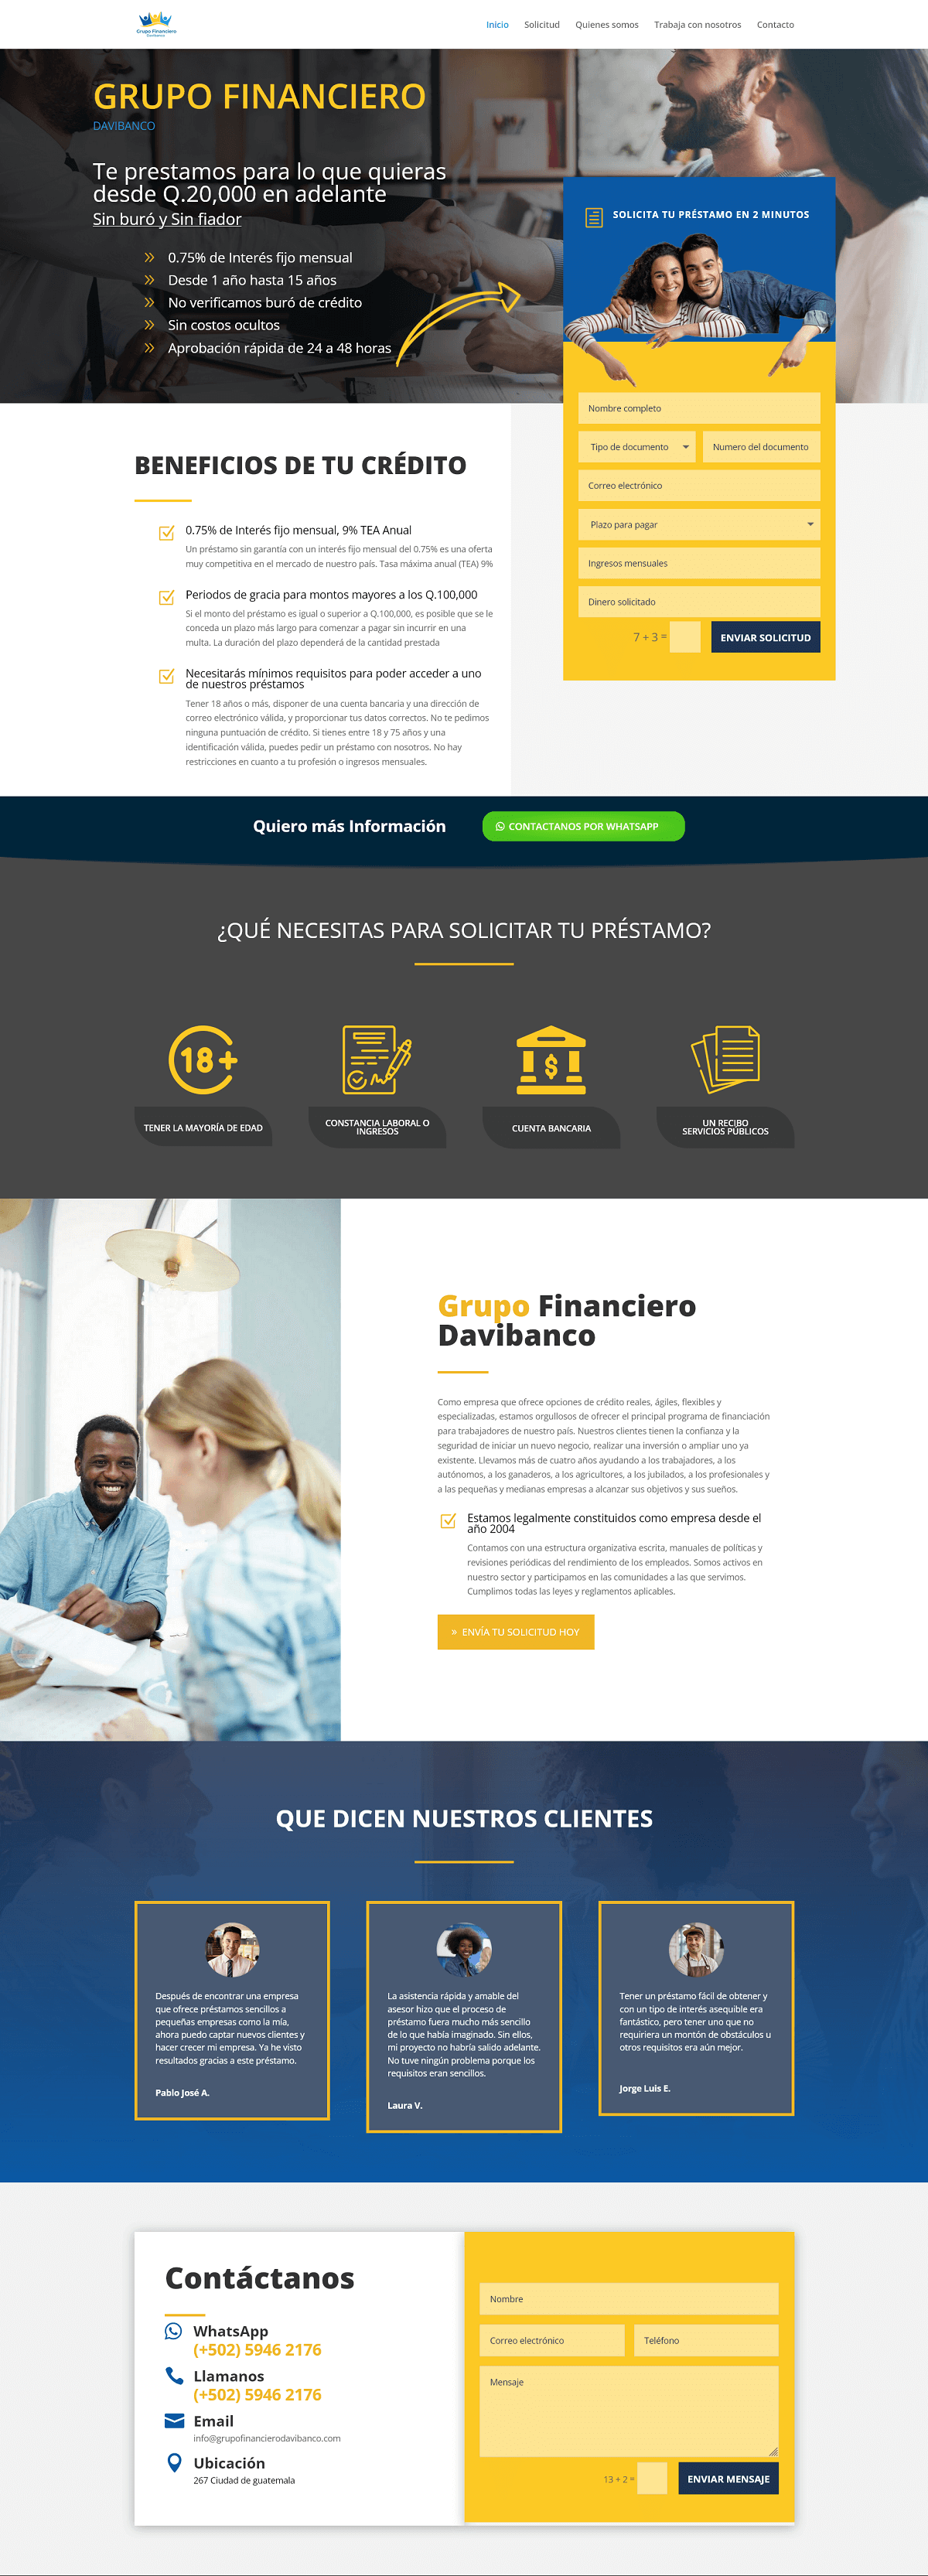 Grupo Financiero
Davibanco
Inicio
Solicitud
Quienes somos
Trabaja con nosotros
Contacto
GRUPO FINANCIERO
DAVIBANCO
Te prestamos para lo que quieras
desde Q.20,000 en adelante
Sin buró y Sin fiador
0.75% de Interés fijo mensual
Desde 1 año hasta 15 años
No verificamos buró de crédito
Sin costos ocultos
Aprobación rápida de 24 a 48 horas
SOLICITA TU PRÉSTAMO EN 2 MINUTOS
Nombre completo
Tipo de documento
Numero del documento
Correo electrónico
Plazo para pagar
Ingresos mensuales
Dinero solicitado
7 + 3 =
ENVIAR SOLICITUD
BENEFICIOS DE TU CRÉDITO
0.75% de Interés fijo mensual, 9% TEA Anual
Un préstamo sin garantía con un interés fijo mensual del 0.75% es una oferta
muy competitiva en el mercado de nuestro país. Tasa máxima anual (TEA) 9%
Periodos de gracia para montos mayores a los Q.100,000
Si el monto del préstamo es igual o superior a Q.100,000, es posible que se le
conceda un plazo más largo para comenzar a pagar sin incurrir en una
multa. La duración del plazo dependerá de la cantidad prestada
Necesitarás mínimos requisitos para poder acceder a uno
de nuestros préstamos
Tener 18 años o más, disponer de una cuenta bancaria y una dirección de
correo electrónico válida, y proporcionar tus datos correctos. No te pedimos
ninguna puntuación de crédito. Si tienes entre 18 y 75 años y una
identificación válida, puedes pedir un préstamo con nosotros. No hay
restricciones en cuanto a tu profesión o ingresos mensuales.
Quiero más Información
CONTACTANOS POR WHATSAPP
¿QUÉ NECESITAS PARA SOLICITAR TU PRÉSTAMO?
18+
$
TENER LA MAYORÍA DE EDAD
CONSTANCIA LABORAL O
INGRESOS
CUENTA BANCARIA
UN RECIBO
SERVICIOS PÚBLICOS
Grupo Financiero
Davibanco
Como empresa que ofrece opciones de crédito reales, ágiles, flexibles y
especializadas, estamos orgullosos de ofrecer el principal programa de financiación
para trabajadores de nuestro país. Nuestros clientes tienen la confianza y la
seguridad de iniciar un nuevo negocio, realizar una inversión o ampliar uno ya
existente. Llevamos más de cuatro años ayudando a los trabajadores, a los
autónomos, a los ganaderos, a los agricultores, a los jubilados, a los profesionales y
a las pequeñas y medianas empresas a alcanzar sus objetivos y sus sueños.
Estamos legalmente constituidos como empresa desde el
año 2004
Contamos con una estructura organizativa escrita, manuales de políticas y
revisiones periódicas del rendimiento de los empleados. Somos activos en
nuestro sector y participamos en las comunidades a las que servimos.
Cumplimos todas las leyes y reglamentos aplicables.
ENVÍA TU SOLICITUD HOY
QUE DICEN NUESTROS CLIENTES
Después de encontrar una empresa
que ofrece préstamos sencillos a
pequeñas empresas como la mía,
ahora puedo captar nuevos clientes y
hacer crecer mi empresa. Ya he visto
resultados gracias a este préstamo.
Pablo José A.
La asistencia rápida y amable del
asesor hizo que el proceso de
préstamo fuera mucho más sencillo
de lo que había imaginado. Sin ellos,
mi proyecto no habría salido adelante.
No tuve ningún problema porque los
requisitos eran sencillos.
Laura V.
Tener un préstamo fácil de obtener y
con un tipo de interés asequible era
fantástico, pero tener uno que no
requiriera un montón de obstáculos u
otros requisitos era aún mejor.
Jorge Luis E.
Contáctanos
WhatsApp
(+502) 5946 2176
Llamanos
(+502) 5946 2176
Email
info@grupofinancierodavibanco.com
Ubicación
267 Ciudad de guatemala
Nombre
Correo electrónico
Teléfono
Mensaje
13 + 2 =
ENVIAR MENSAJE